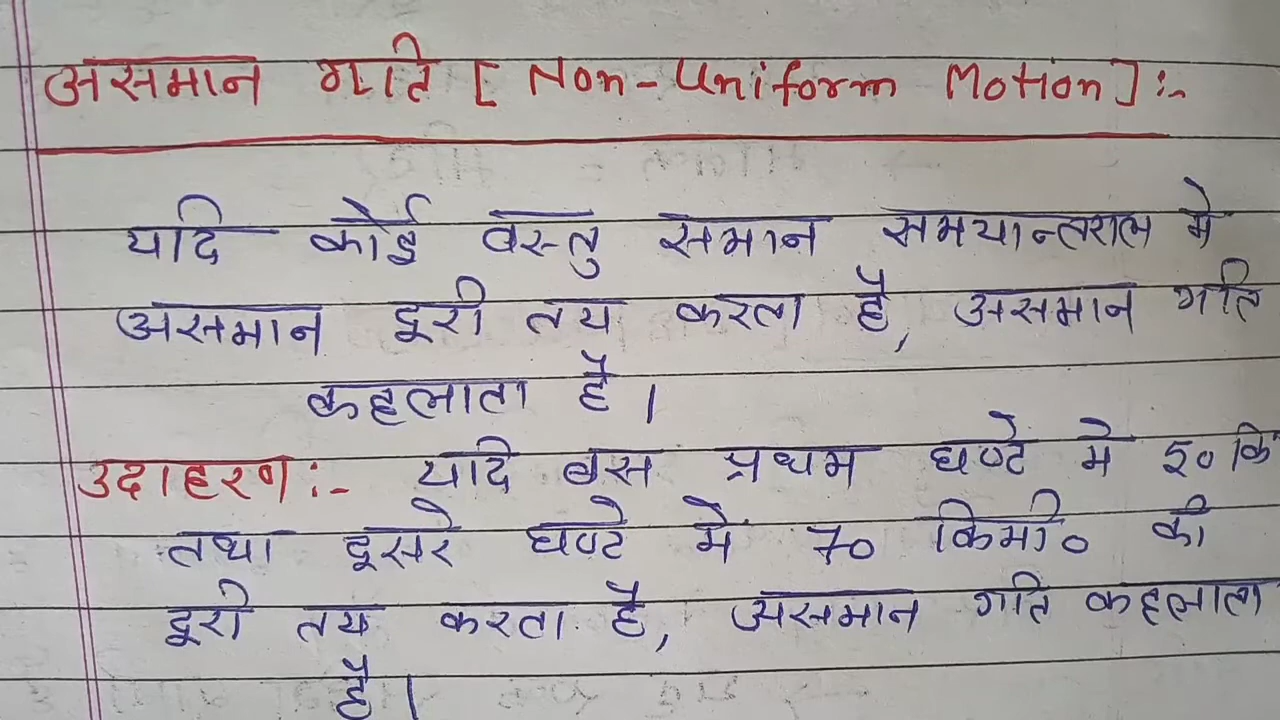 असमान गति [ Non-Uniform Motion ] :-
यदि कोई वस्तु समान समयान्तराल मे
असमान दुरी तय करता है, असमान गति
कहलाता है।
उदाहरण :- यदि बस प्रथम घण्टे मे 50 कि
तथा दुसरे घण्टे मे 70 किमी० की
दुरी तय करता है, असमान गति कहलाता
है।